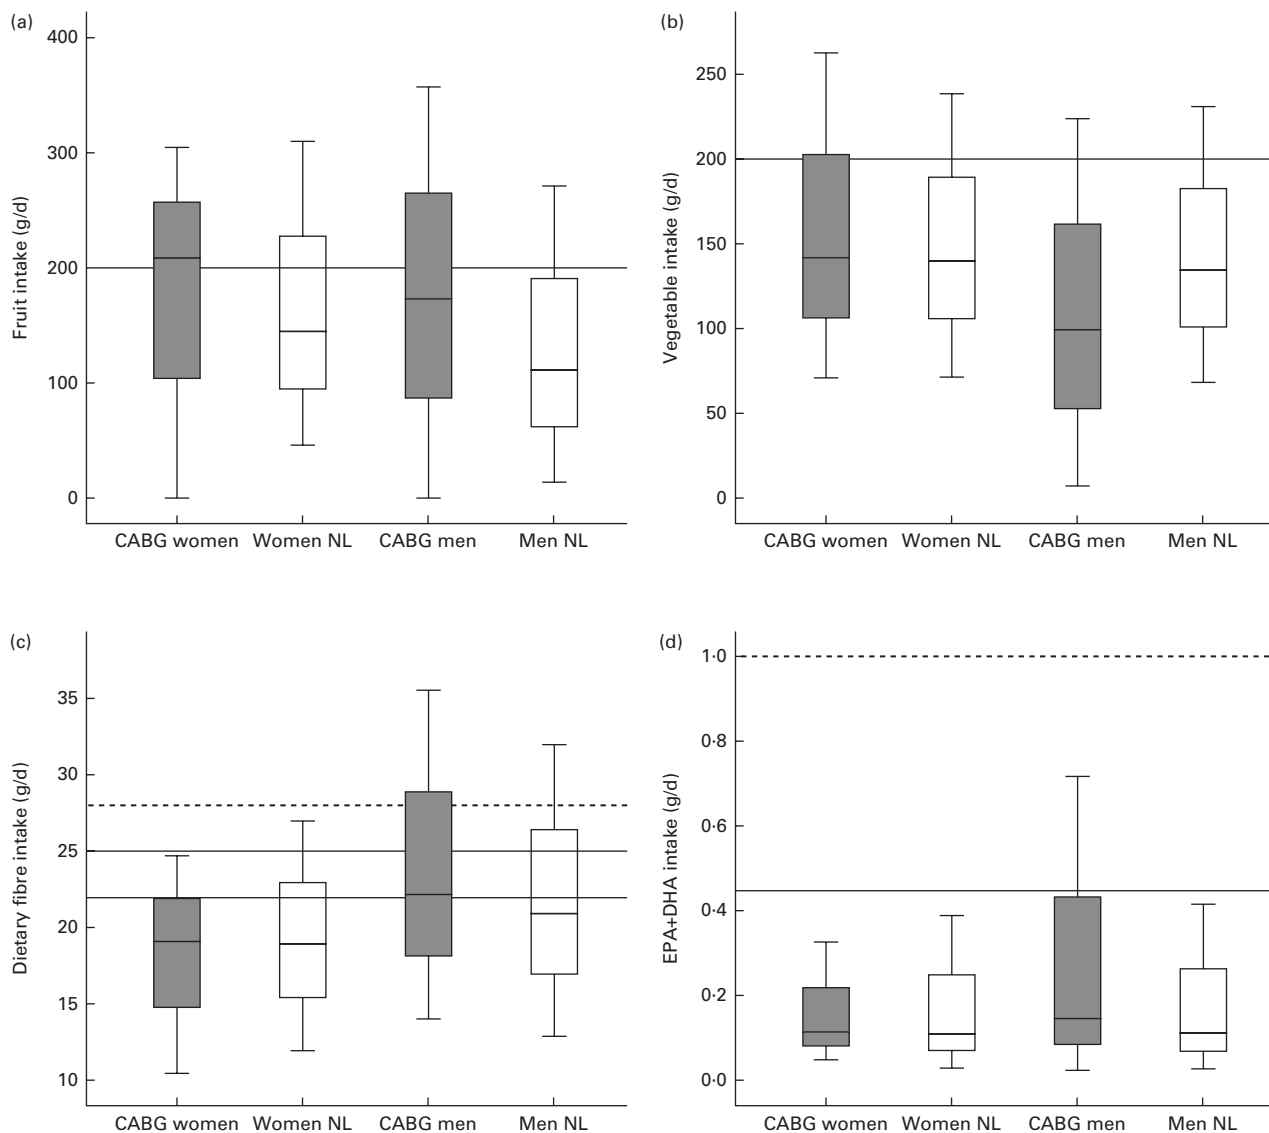 (a)
Fruit intake (g/d)
400
300
200
100
0
CABG women Women NL CABG men Men NL
(b)
Vegetable intake (g/d)
250
200
150
100
50
0
CABG women Women NL CABG men Men NL
(c)
Dietary fibre intake (g/d)
35
30
25
20
15
10
CABG women Women NL CABG men Men NL
(d)
EPA+DHA intake (g/d)
1·0
0·8
0·6
0·4
0·2
0·0
CABG women Women NL CABG men Men NL